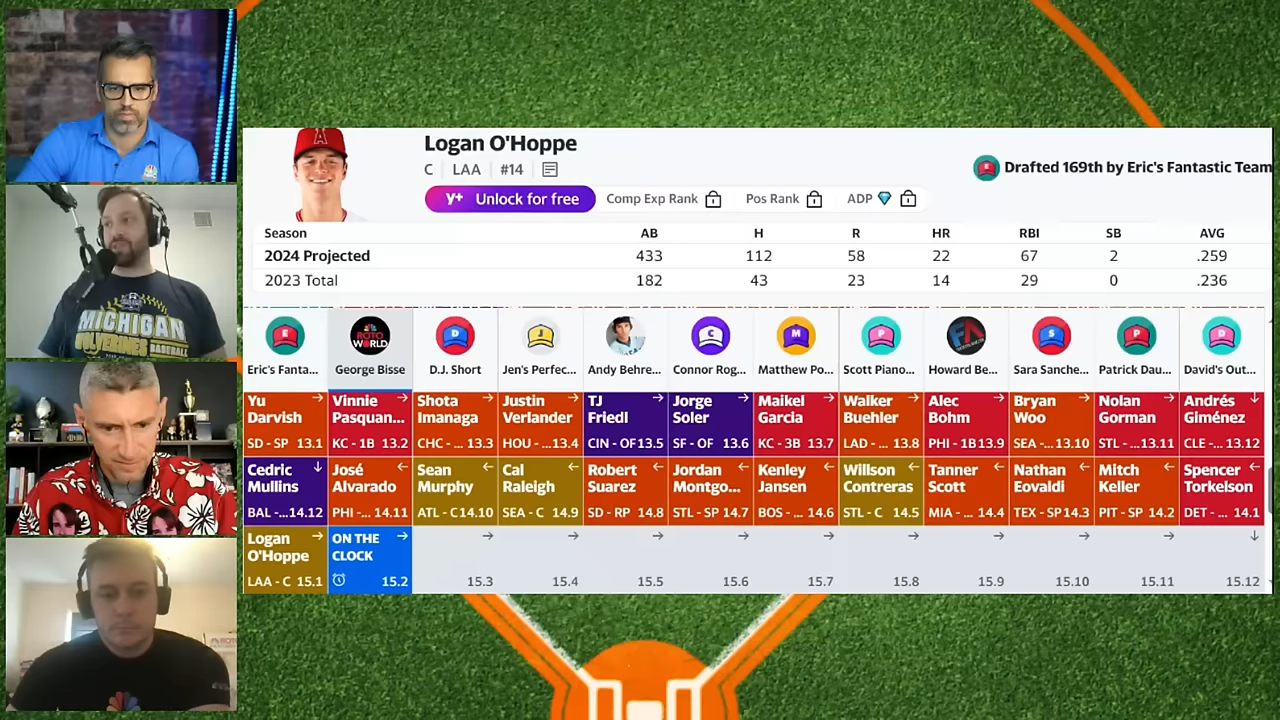 Logan O'Hoppe
C LAA #14
Drafted 169th by Eric's Fantastic Team
Y+ Unlock for free Comp Exp Rank Pos Rank ADP
Season AB H R HR RBI SB AVG
2024 Projected 433 112 58 22 67 2 .259
2023 Total 182 43 23 14 29 0 .236
E ROTO WORLD D J C M P FA S P D
Eric's Fanta... George Bisse D.J. Short Jen's Perfec... Andy Behre... Connor Rog... Matthew Po... Scott Piano... Howard Be... Sara Sanche... Patrick Dau... David's Out...
Yu Vinnie Shota Justin TJ Jorge Maikel Walker Alec Bryan Nolan Andrés
Darvish Pasquan... Imanaga Verlander Friedl Soler Garcia Buehler Bohm Woo Gorman Giménez
SD - SP 13.1 KC - 1B 13.2 CHC - ... 13.3 HOU - ... 13.4 CIN - OF 13.5 SF - OF 13.6 KC - 3B 13.7 LAD - ... 13.8 PHI - 1B 13.9 SEA - ... 13.10 STL - ... 13.11 CLE - ... 13.12
Cedric José Sean Cal Robert Jordan Kenley Willson Tanner Nathan Mitch Spencer
Mullins Alvarado Murphy Raleigh Suarez Montgo... Jansen Contreras Scott Eovaldi Keller Torkelson
BAL - ... 14.12 PHI - ... 14.11 ATL - C 14.10 SEA - C 14.9 SD - RP 14.8 STL - SP 14.7 BOS - ... 14.6 STL - C 14.5 MIA - ... 14.4 TEX - SP 14.3 PIT - SP 14.2 DET - ... 14.1
Logan ON THE
O'Hoppe CLOCK
LAA - C 15.1 15.2 15.3 15.4 15.5 15.6 15.7 15.8 15.9 15.10 15.11 15.12
MICHIGAN
WOLVERINES
BASEBALL